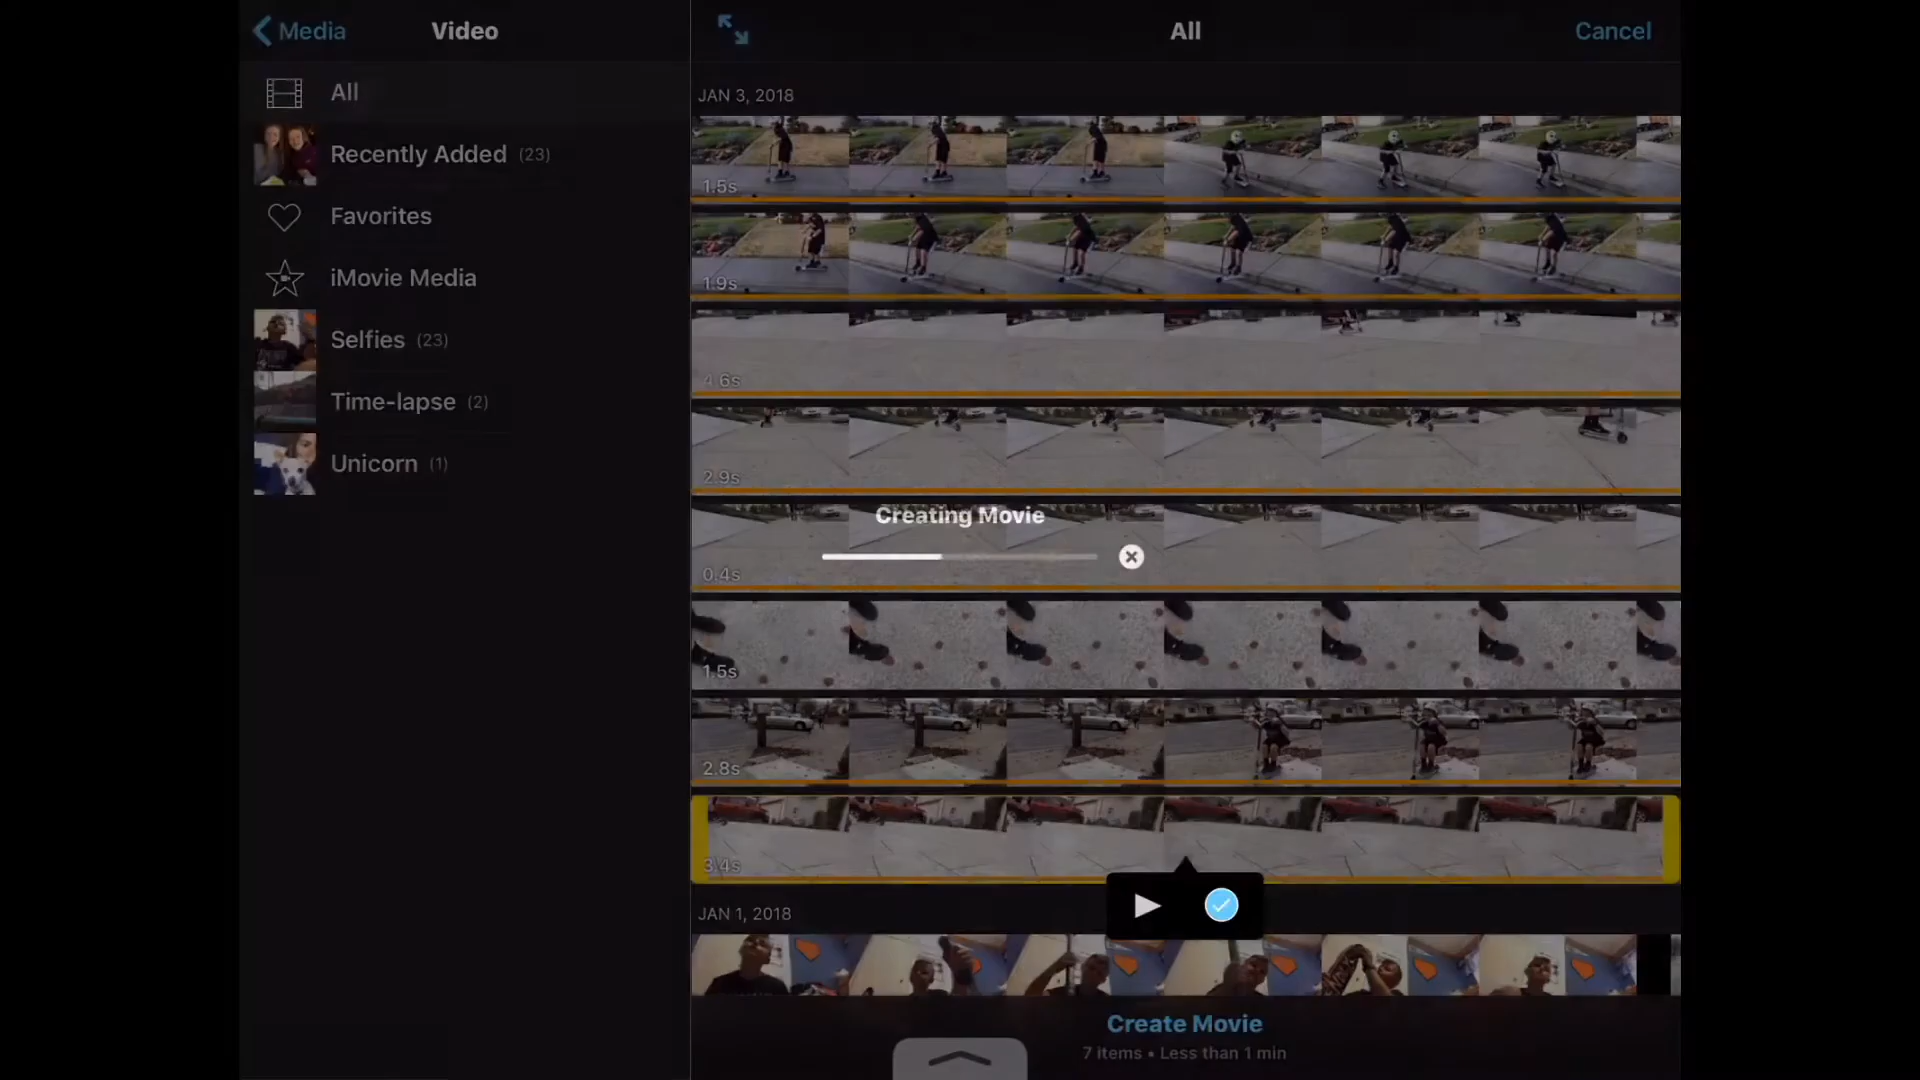 Media
Video
All
Recently Added (23)
Favorites
iMovie Media
Selfies (23)
Time-lapse (2)
Unicorn (1)
All
Cancel
JAN 3, 2018
1.5s
1.9s
4.6s
2.9s
Creating Movie
0.4s
1.5s
2.8s
3.4s
JAN 1, 2018
Create Movie
7 items • Less than 1 min